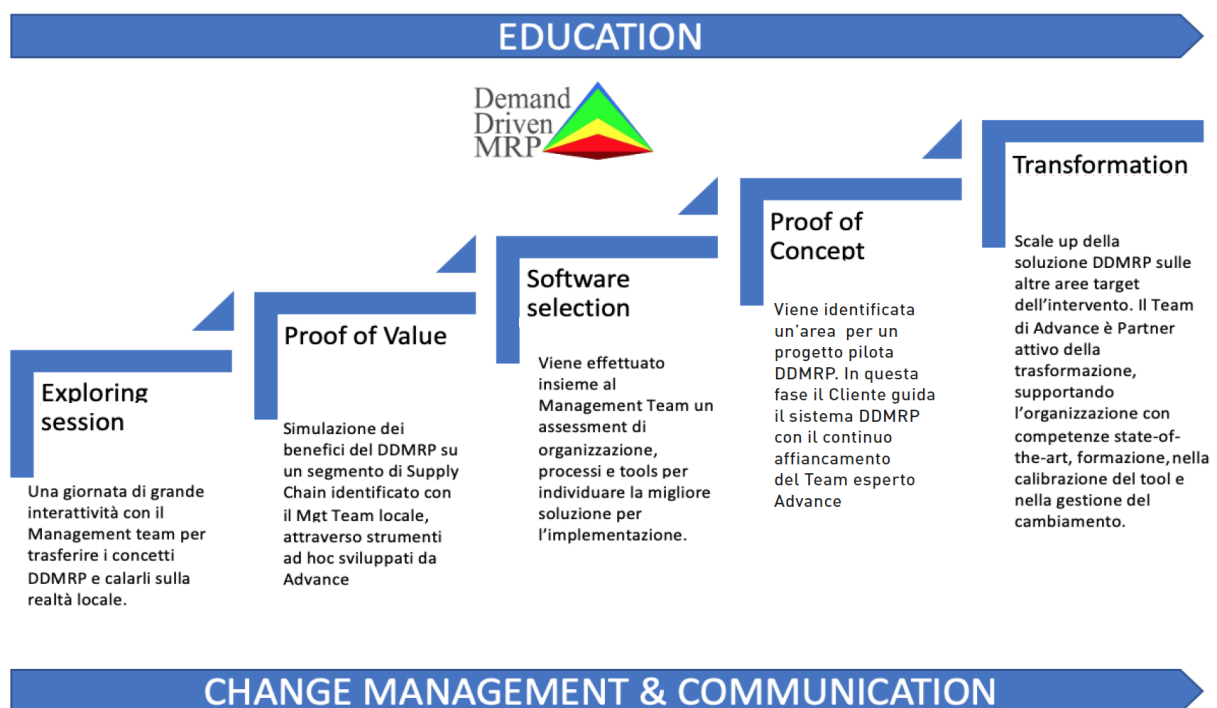 EDUCATION
Demand
Driven
MRP
Exploring
session
Una giornata di grande
interattività con il
Management team per
trasferire i concetti
DDMRP e calarli sulla
realtà locale.
Proof of Value
Simulazione dei
benefici del DDMRP su
un segmento di Supply
Chain identificato con
il Mgt Team locale,
attraverso strumenti
ad hoc sviluppati da
Advance
Software
selection
Viene effettuato
insieme al
Management Team un
assessment di
organizzazione,
processi e tools per
individuare la migliore
soluzione per
l’implementazione.
Proof of
Concept
Viene identificata
un’area per un
progetto pilota
DDMRP. In questa
fase il Cliente guida
il sistema DDMRP
con il continuo
affiancamento
del Team esperto
Advance
Transformation
Scale up della
soluzione DDMRP sulle
altre aree target
dell’intervento. Il Team
di Advance è Partner
attivo della
trasformazione,
supportando
l’organizzazione con
competenze state-of-
the-art, formazione, nella
calibrazione del tool e
nella gestione del
cambiamento.
CHANGE MANAGEMENT & COMMUNICATION